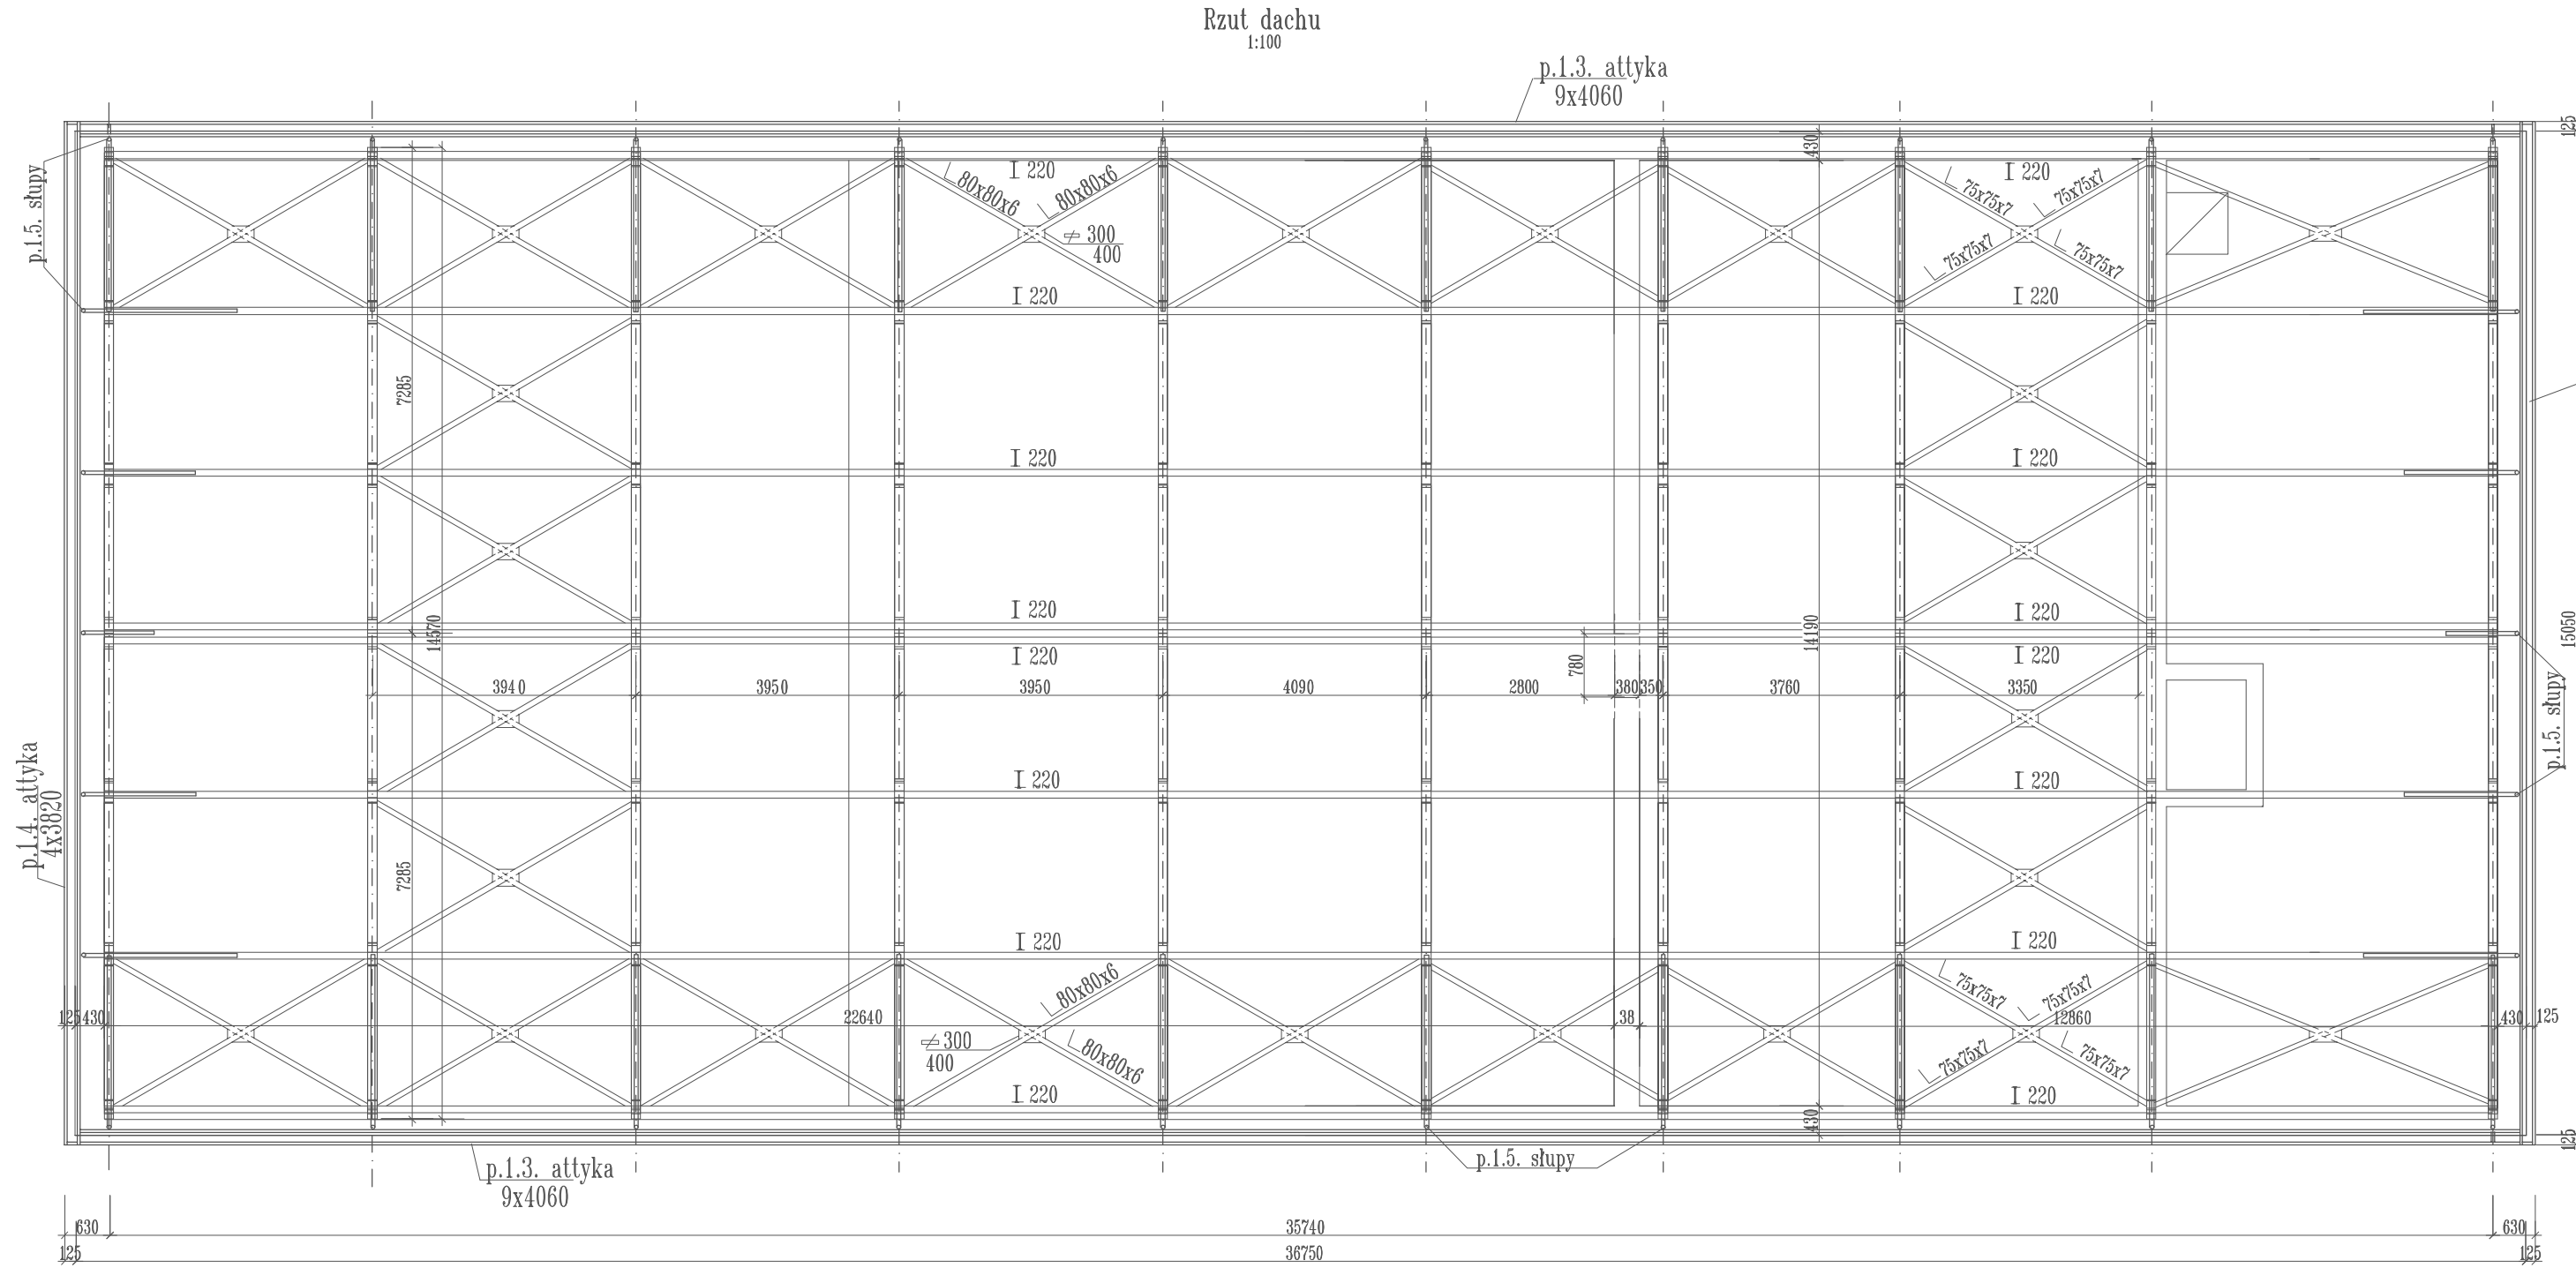 Rzut dachu
1:100
p.1.3. attyka
9x4060
125
430
p.1.5. słupy
I 220
80x80x6
80x80x6
300
400
I 220
75x75x7
75x75x7
75x75x7
75x75x7
I 220
I 220
7285
I 220
I 220
14570
I 220
I 220
14190
15050
I 220
I 220
780
3940
3950
3950
4090
2800
380
350
3760
3350
p.1.5. słupy
p.1.4. attyka
4x3820
I 220
I 220
7285
I 220
I 220
80x80x6
75x75x7
75x75x7
125
430
22640
38
12860
430
125
300
400
80x80x6
75x75x7
75x75x7
I 220
I 220
430
125
p.1.5. słupy
p.1.3. attyka
9x4060
630
35740
630
125
36750
125